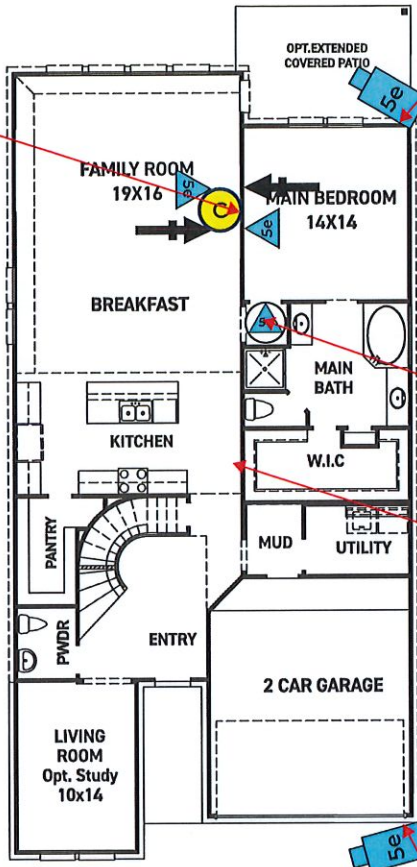 OPT.EXTENDED
COVERED PATIO
5e
FAMILY ROOM
19X16
5e
C
MAIN BEDROOM
14X14
5e
BREAKFAST
MAIN
BATH
KITCHEN
W.I.C
PANTRY
MUD
UTILITY
PWDR
ENTRY
2 CAR GARAGE
LIVING
ROOM
Opt. Study
10x14
5e